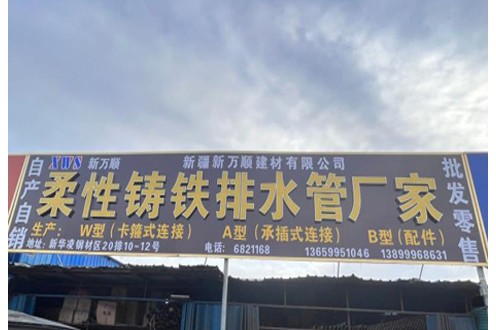 自产自销
XWS 新万顺 新疆新万顺建材有限公司
柔性铸铁排水管厂家
生产: W型(卡箍式连接) A型(承插式连接) B型(配件)
地址: 新华凌钢材区20排10-12号 电话: 6821168 13659951046 13899968631
批发零售